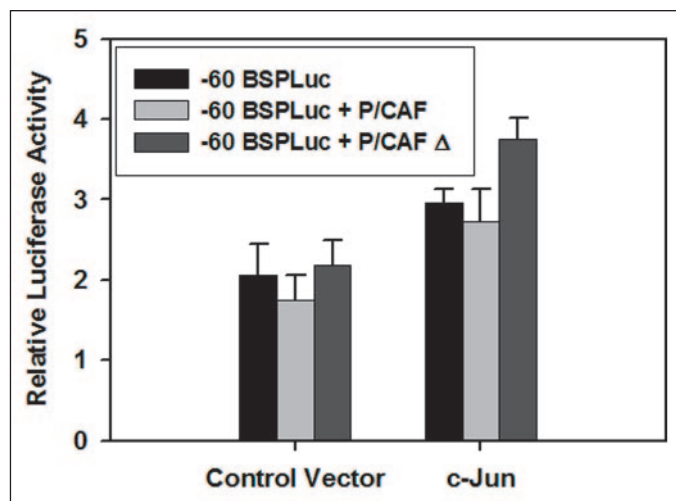 5
4
3
2
1
0
Relative Luciferase Activity
-60 BSPLuc
-60 BSPLuc + P/CAF
-60 BSPLuc + P/CAF Δ
Control Vector
c-Jun